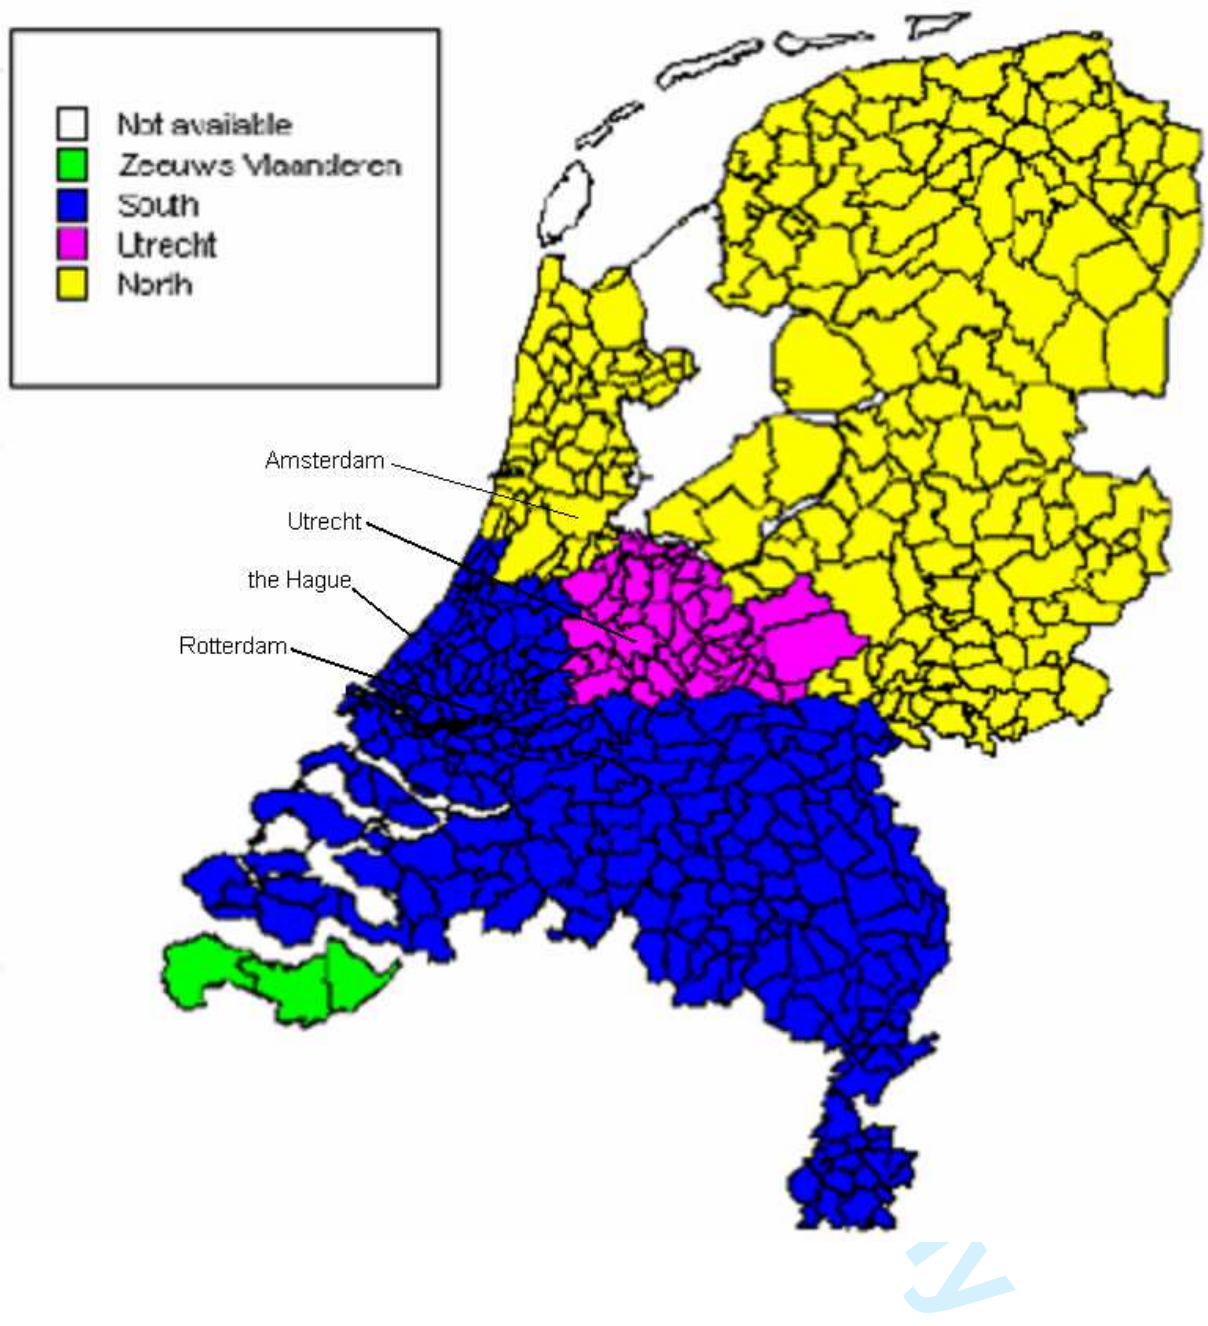 Not available
Zeeuws Vlaanderen
South
Utrecht
North
Amsterdam
Utrecht
the Hague
Rotterdam
y